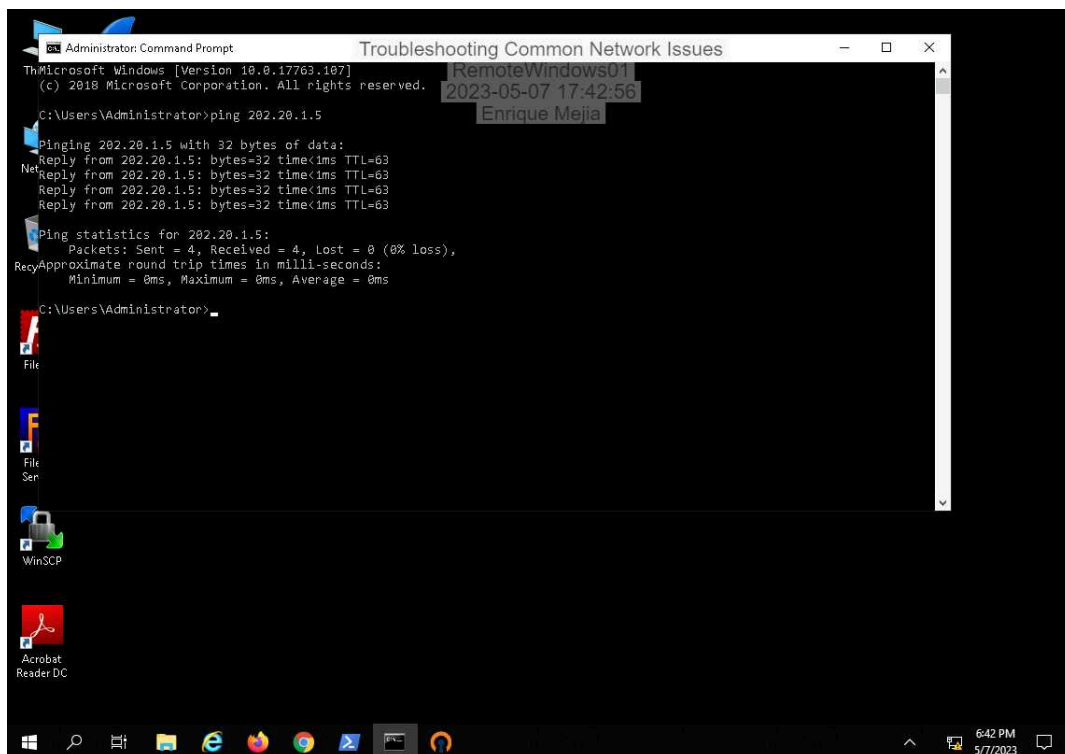 Administrator: Command Prompt
Troubleshooting Common Network Issues
RemoteWindows01
2023-05-07 17:42:56
Enrique Mejia
Microsoft Windows [Version 10.0.17763.107]
(c) 2018 Microsoft Corporation. All rights reserved.
C:\Users\Administrator>ping 202.20.1.5
Pinging 202.20.1.5 with 32 bytes of data:
Reply from 202.20.1.5: bytes=32 time<1ms TTL=63
Reply from 202.20.1.5: bytes=32 time<1ms TTL=63
Reply from 202.20.1.5: bytes=32 time<1ms TTL=63
Reply from 202.20.1.5: bytes=32 time<1ms TTL=63
Ping statistics for 202.20.1.5:
Packets: Sent = 4, Received = 4, Lost = 0 (0% loss),
Approximate round trip times in milli-seconds:
Minimum = 0ms, Maximum = 0ms, Average = 0ms
C:\Users\Administrator>
Th
Net
Recy
File
File
Ser
WinSCP
Acrobat
Reader DC
6:42 PM
5/7/2023